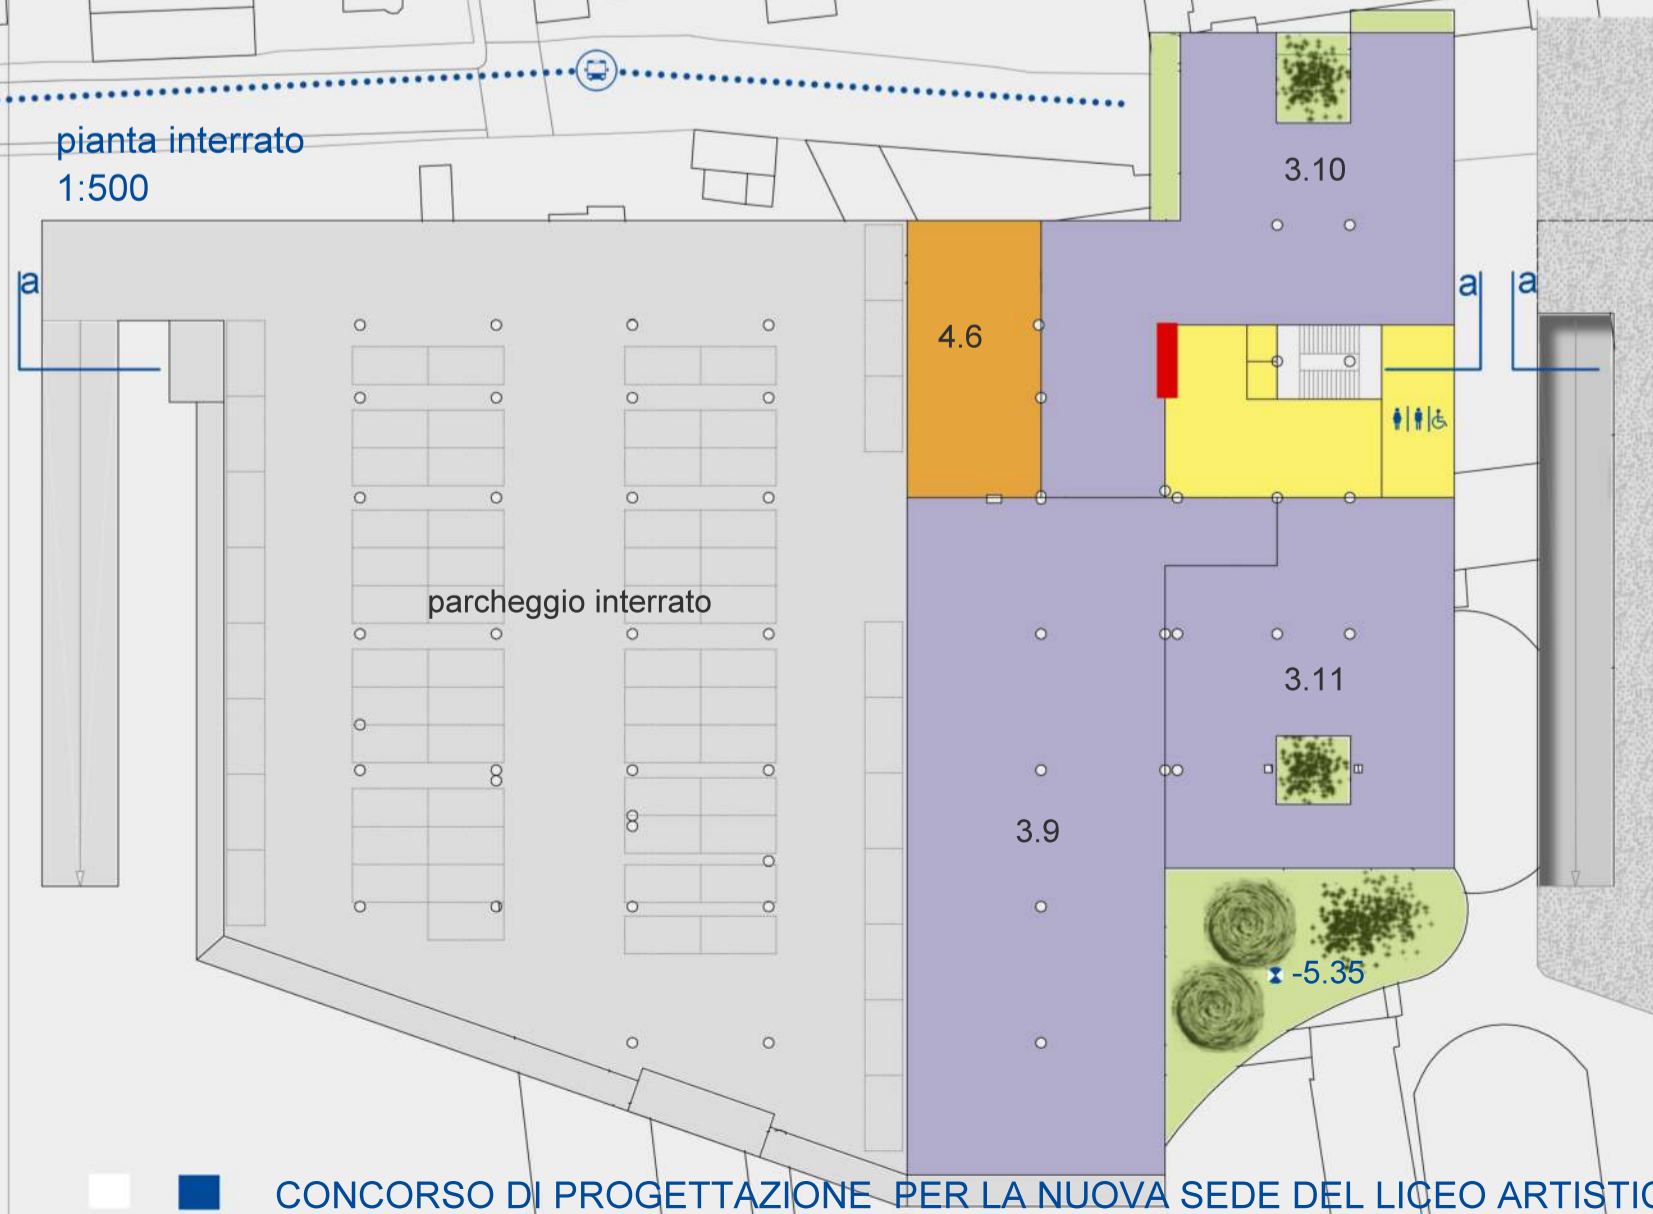 pianta interrato
1:500
3.10
a
a
a
4.6
parcheggio interrato
3.11
3.9
-5.35
CONCORSO DI PROGETTAZIONE PER LA NUOVA SEDE DEL LICEO ARTISTIC